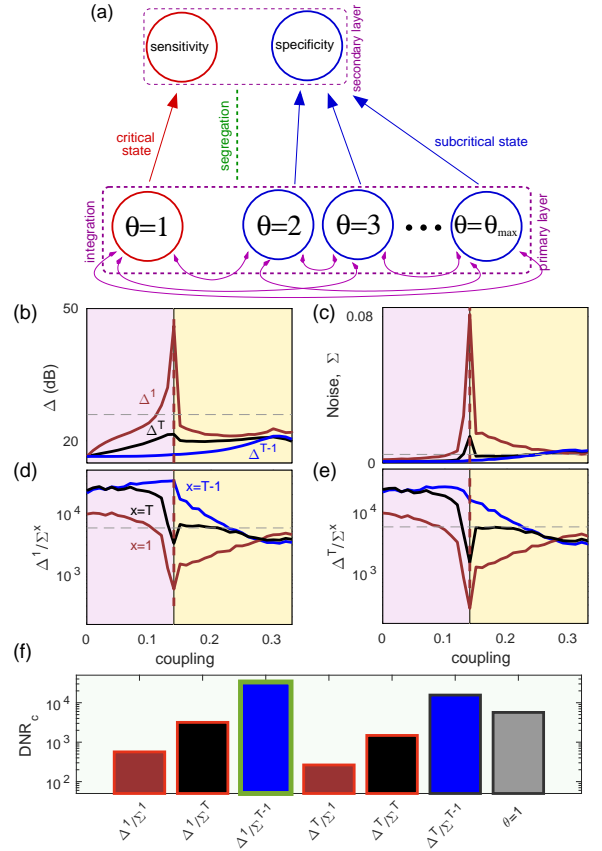 (a)
sensitivity
specificity
secondary layer
critical
state
segregation
subcritical state
integration
θ=1
θ=2
θ=3
•••
θ=θmax
primary layer
(b)
50
Δ (dB)
20
Δ¹
Δᵀ
Δᵀ⁻¹
(c)
0.08
Noise, Σ
0
(d)
Δ¹/Σˣ
10⁴
10³
x=T-1
x=T
x=1
0
0.1
0.2
0.3
coupling
(e)
Δᵀ/Σˣ
10⁴
10³
0
0.1
0.2
0.3
coupling
(f)
DNR_c
10⁴
10³
10²
Δ¹/Σ¹
Δ¹/Σᵀ
Δ¹/Σᵀ⁻¹
Δᵀ/Σ¹
Δᵀ/Σᵀ
Δᵀ/Σᵀ⁻¹
θ=1